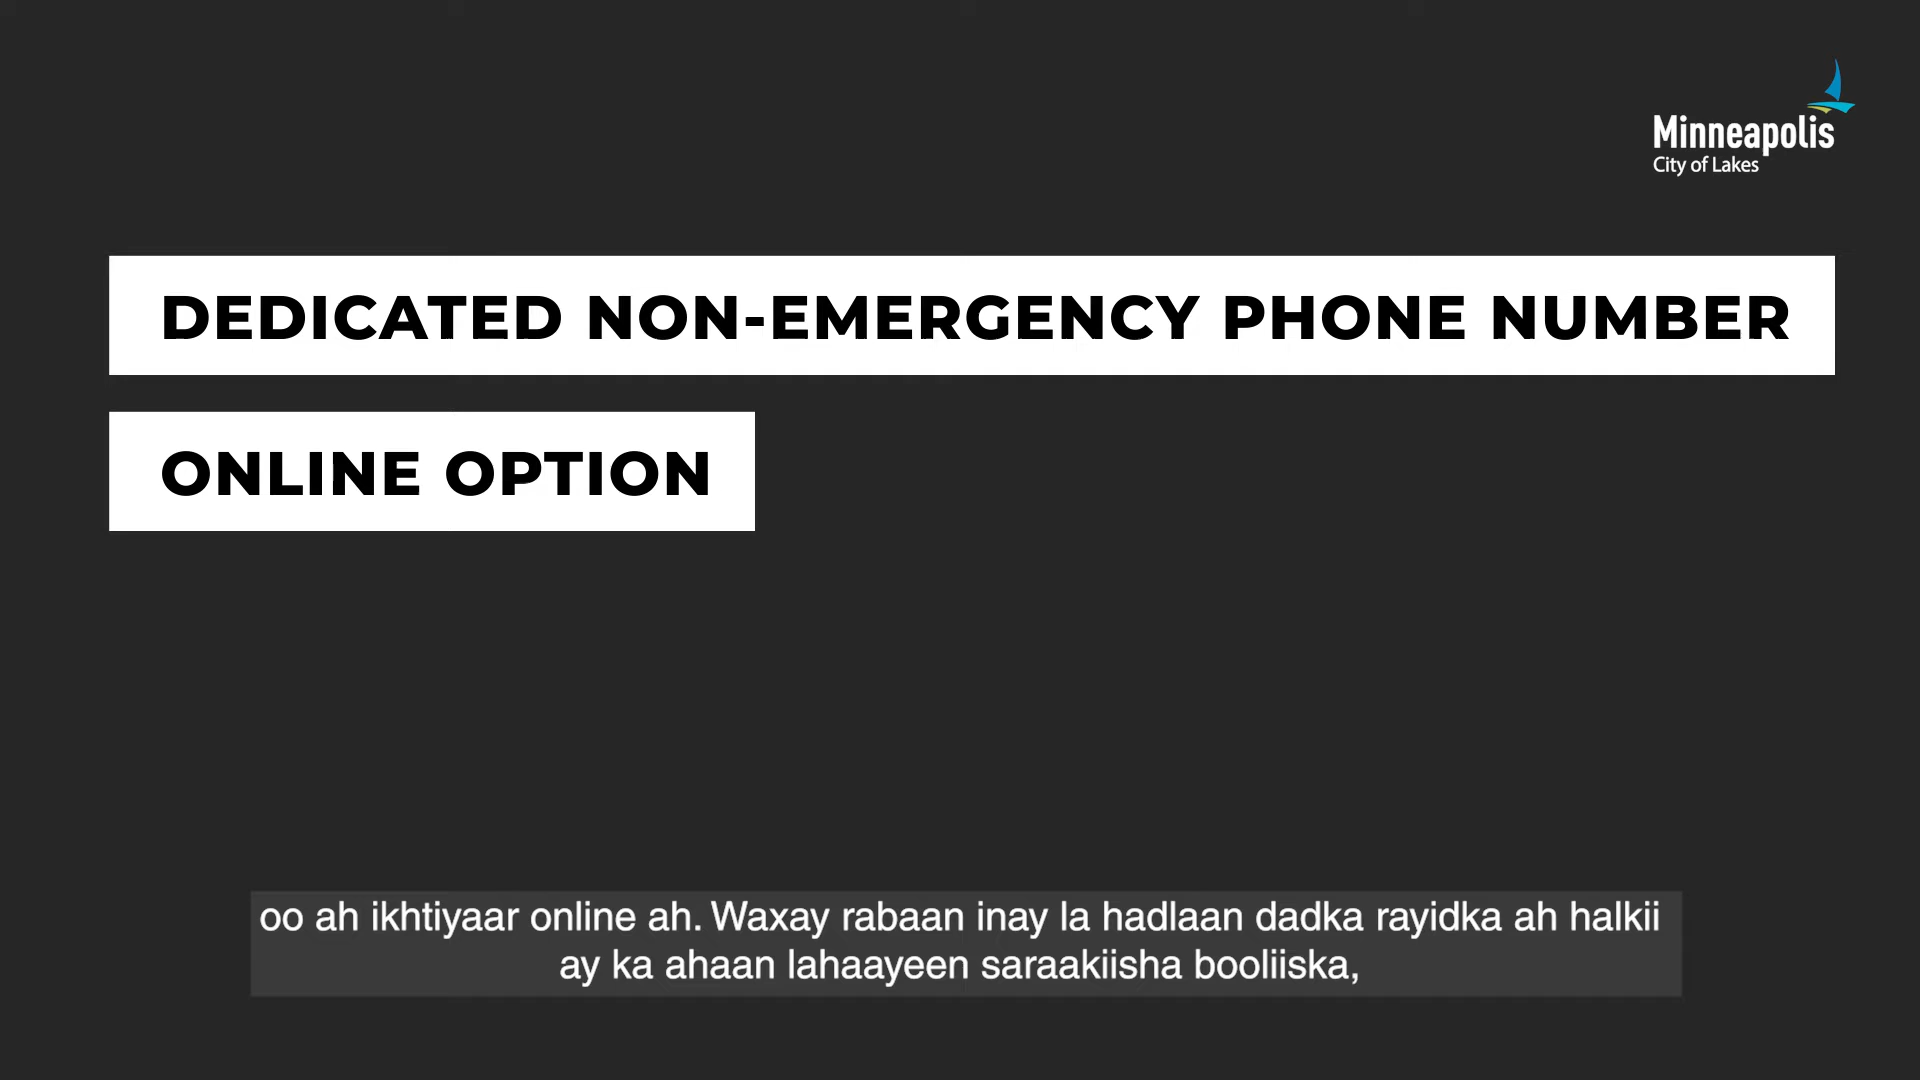 Minneapolis
City of Lakes
DEDICATED NON-EMERGENCY PHONE NUMBER
ONLINE OPTION
oo ah ikhtiyaar online ah. Waxay rabaan inay la hadlaan dadka rayidka ah halkii
ay ka ahaan lahaayeen saraakiisha booliiska,